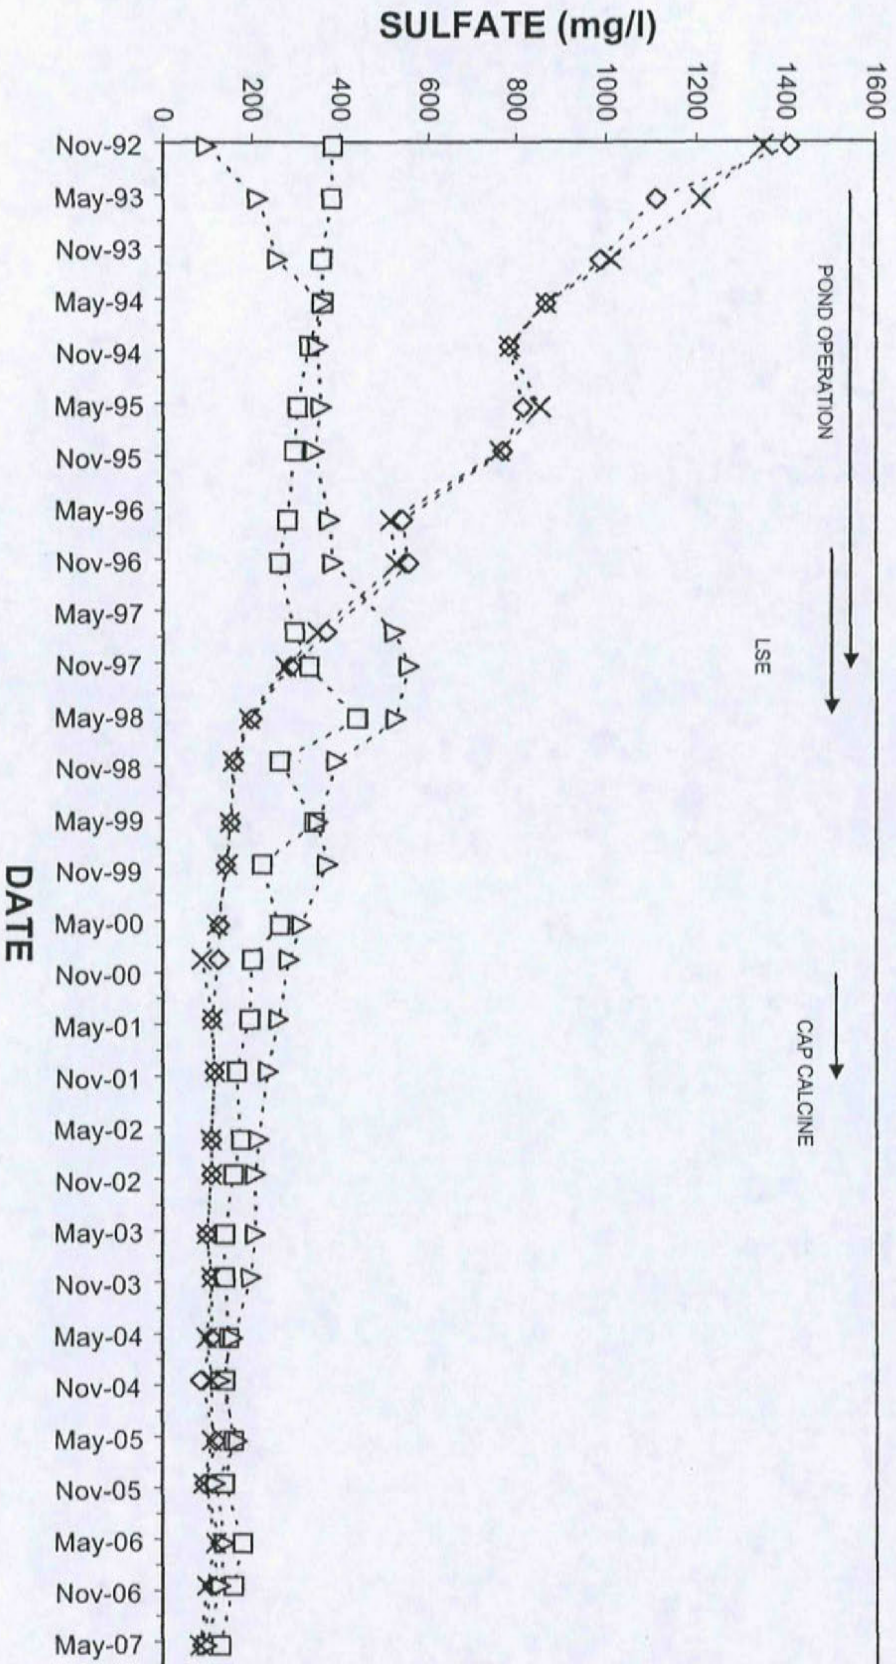 SULFATE (mg/l)
0
200
400
600
800
1000
1200
1400
1600
Nov-92
May-93
Nov-93
May-94
Nov-94
May-95
Nov-95
May-96
Nov-96
May-97
Nov-97
May-98
Nov-98
May-99
Nov-99
May-00
Nov-00
May-01
Nov-01
May-02
Nov-02
May-03
Nov-03
May-04
Nov-04
May-05
Nov-05
May-06
Nov-06
May-07
POND OPERATION
LSE
CAP CALCINE
DATE